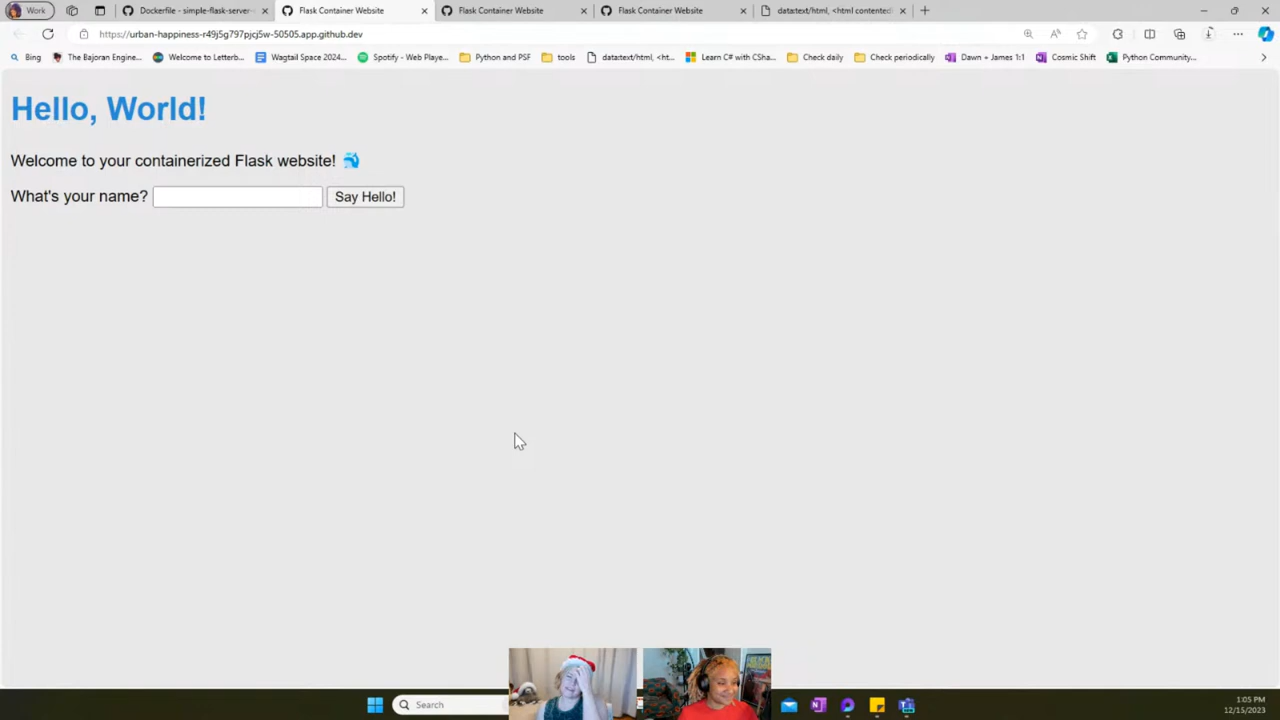 Work
Dockerfile - simple-flask-server
Flask Container Website
Flask Container Website
Flask Container Website
data:text/html, <html contented
https://urban-happiness-r49j5g797pjcj5w-50505.app.github.dev
Bing
The Bajoran Engine...
Welcome to Letterb...
Wagtail Space 2024...
Spotify - Web Playe...
Python and PSF
tools
data:text/html, <ht...
Learn C# with CSha...
Check daily
Check periodically
Dawn + James 1:1
Cosmic Shift
Python Community...
Hello, World!
Welcome to your containerized Flask website! 🐳
What's your name?
Say Hello!
Search
1:05 PM
12/15/2023